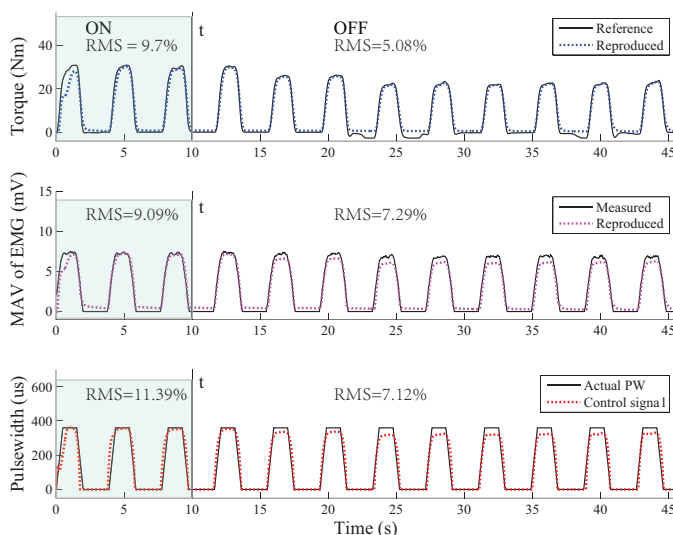 ON
t
OFF
RMS = 9.7%
RMS=5.08%
Reference
Reproduced
Torque (Nm)
40
20
0
0 5 10 15 20 25 30 35 40 45
RMS=9.09%
RMS=7.29%
Measured
Reproduced
MAV of EMG (mV)
15
10
5
0
0 5 10 15 20 25 30 35 40 45
RMS=11.39%
t
RMS=7.12%
Actual PW
Control signal
Pulsewidth (us)
600
400
200
0
0 5 10 15 20 25 30 35 40 45
Time (s)